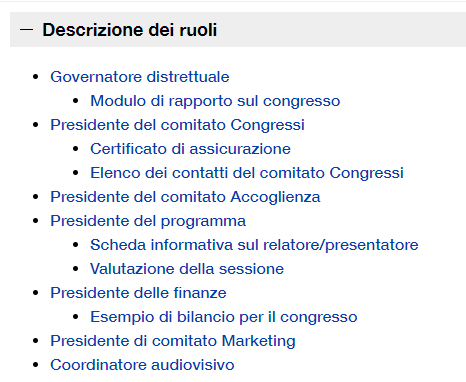 — Descrizione dei ruoli
• Governatore distrettuale
• Modulo di rapporto sul congresso
• Presidente del comitato Congressi
• Certificato di assicurazione
• Elenco dei contatti del comitato Congressi
• Presidente del comitato Accoglienza
• Presidente del programma
• Scheda informativa sul relatore/presentatore
• Valutazione della sessione
• Presidente delle finanze
• Esempio di bilancio per il congresso
• Presidente di comitato Marketing
• Coordinatore audiovisivo